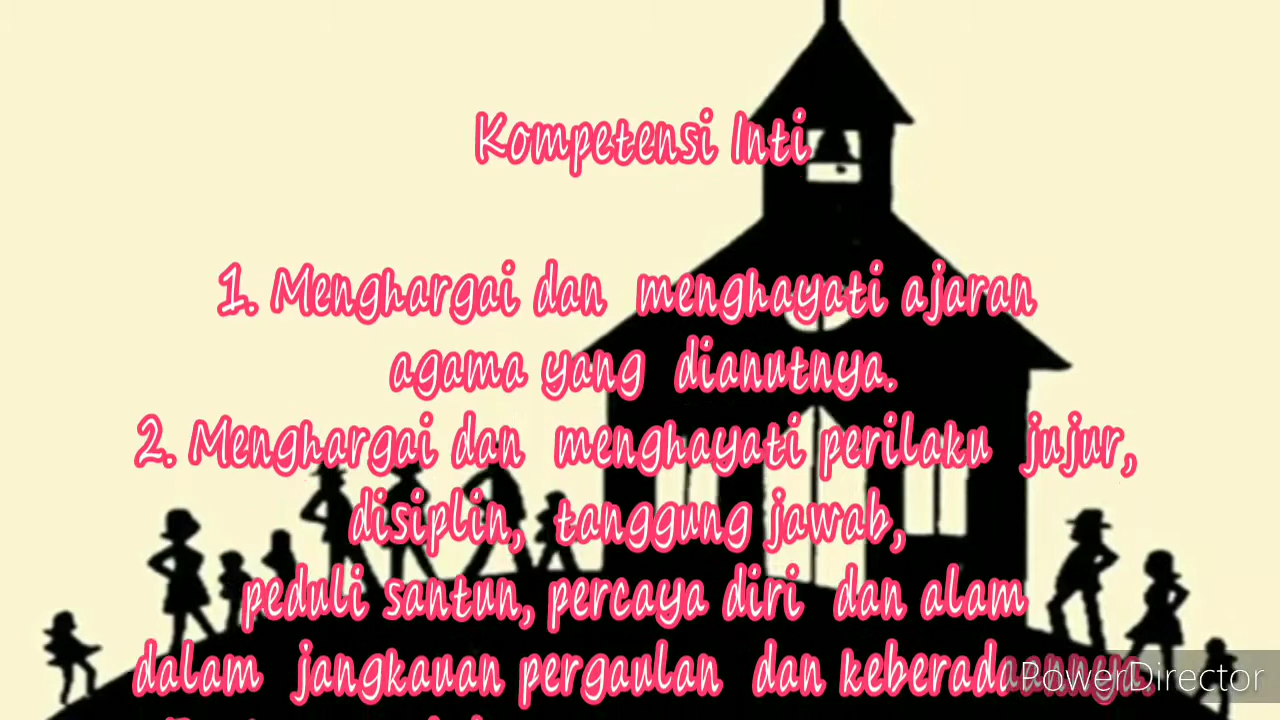 Kompetensi Inti
1. Menghargai dan menghayati ajaran
agama yang dianutnya.
2. Menghargai dan menghayati perilaku jujur,
disiplin, tanggung jawab,
peduli santun, percaya diri dan alam
dalam jangkauan pergaulan dan keberadaannya
PowerDirector